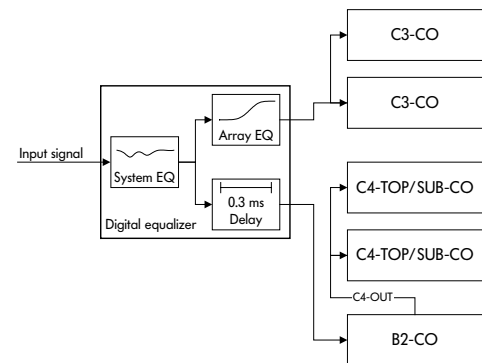 C3-CO
C3-CO
Array EQ
Input signal
System EQ
0.3 ms
Delay
Digital equalizer
C4-TOP/SUB-CO
C4-TOP/SUB-CO
C4-OUT
B2-CO